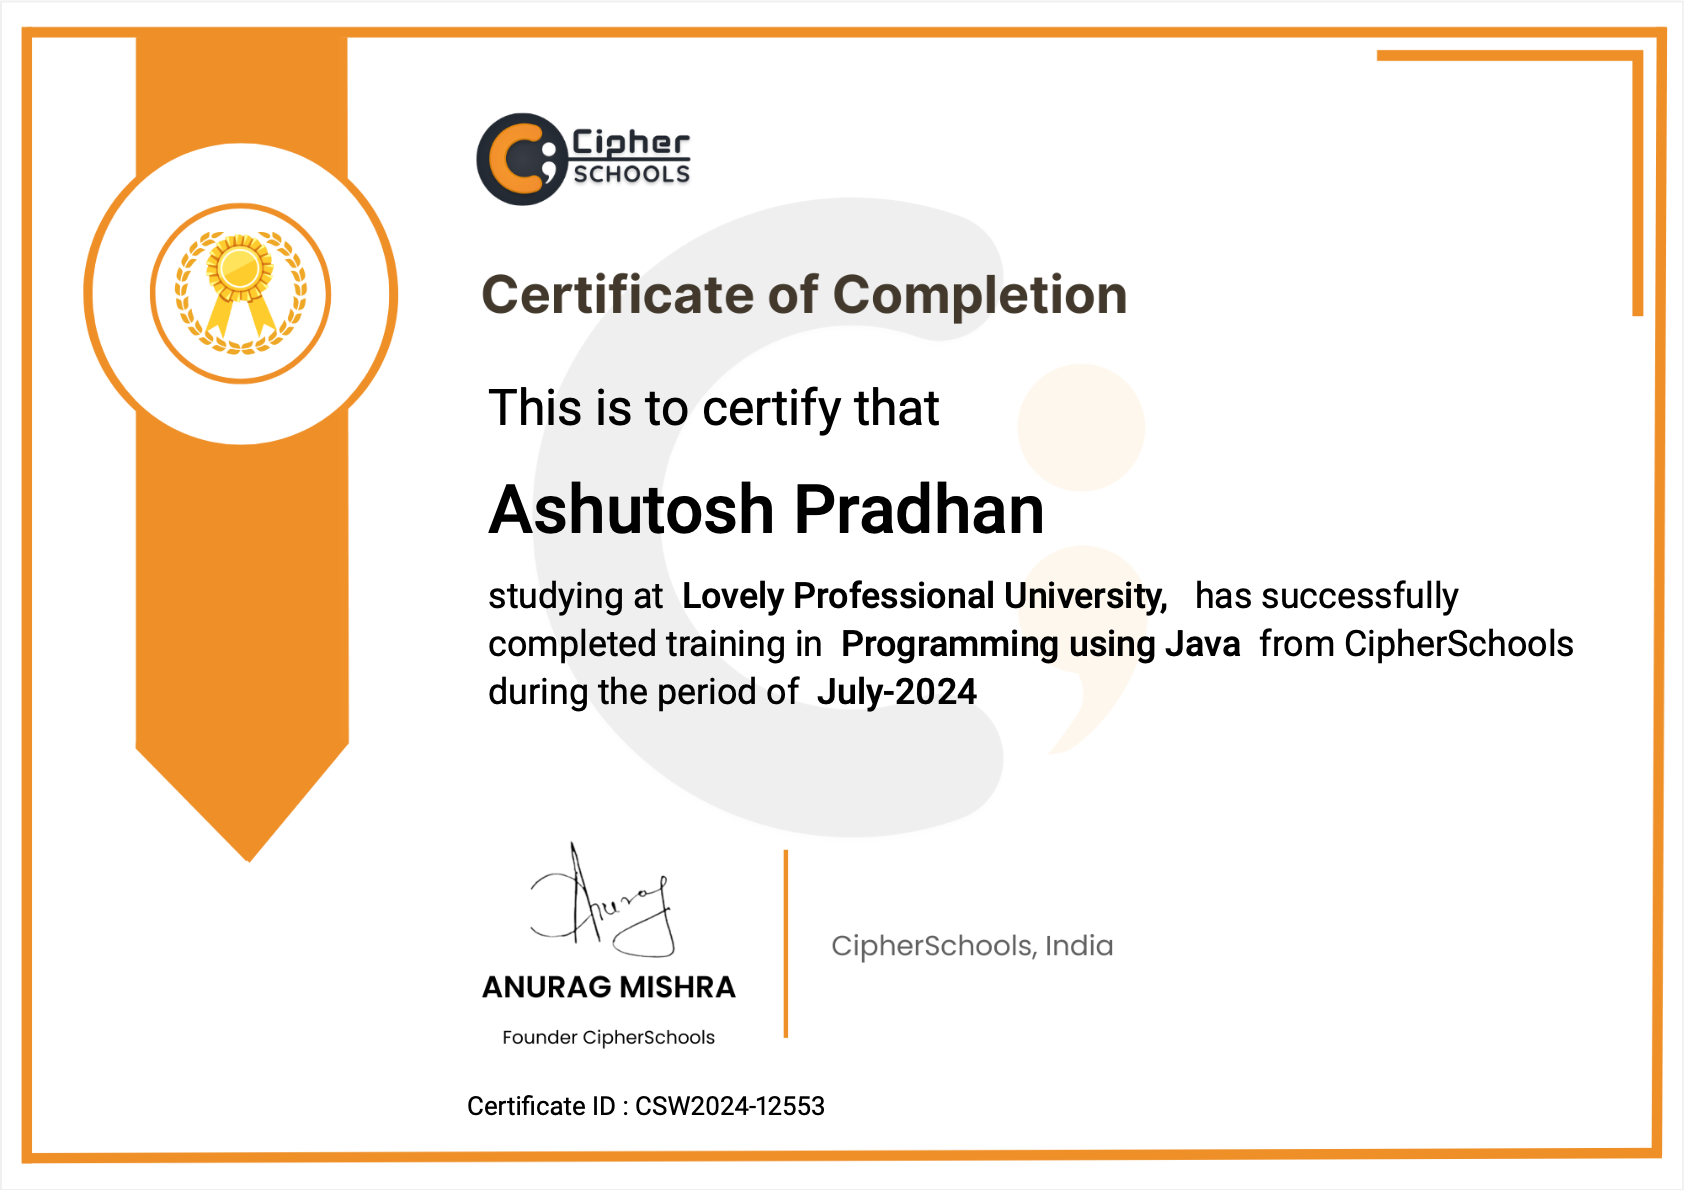 Cipher
SCHOOLS
Certificate of Completion
This is to certify that
Ashutosh Pradhan
studying at Lovely Professional University, has successfully
completed training in Programming using Java from CipherSchools
during the period of July-2024
Anurag
ANURAG MISHRA
Founder CipherSchools
CipherSchools, India
Certificate ID : CSW2024-12553